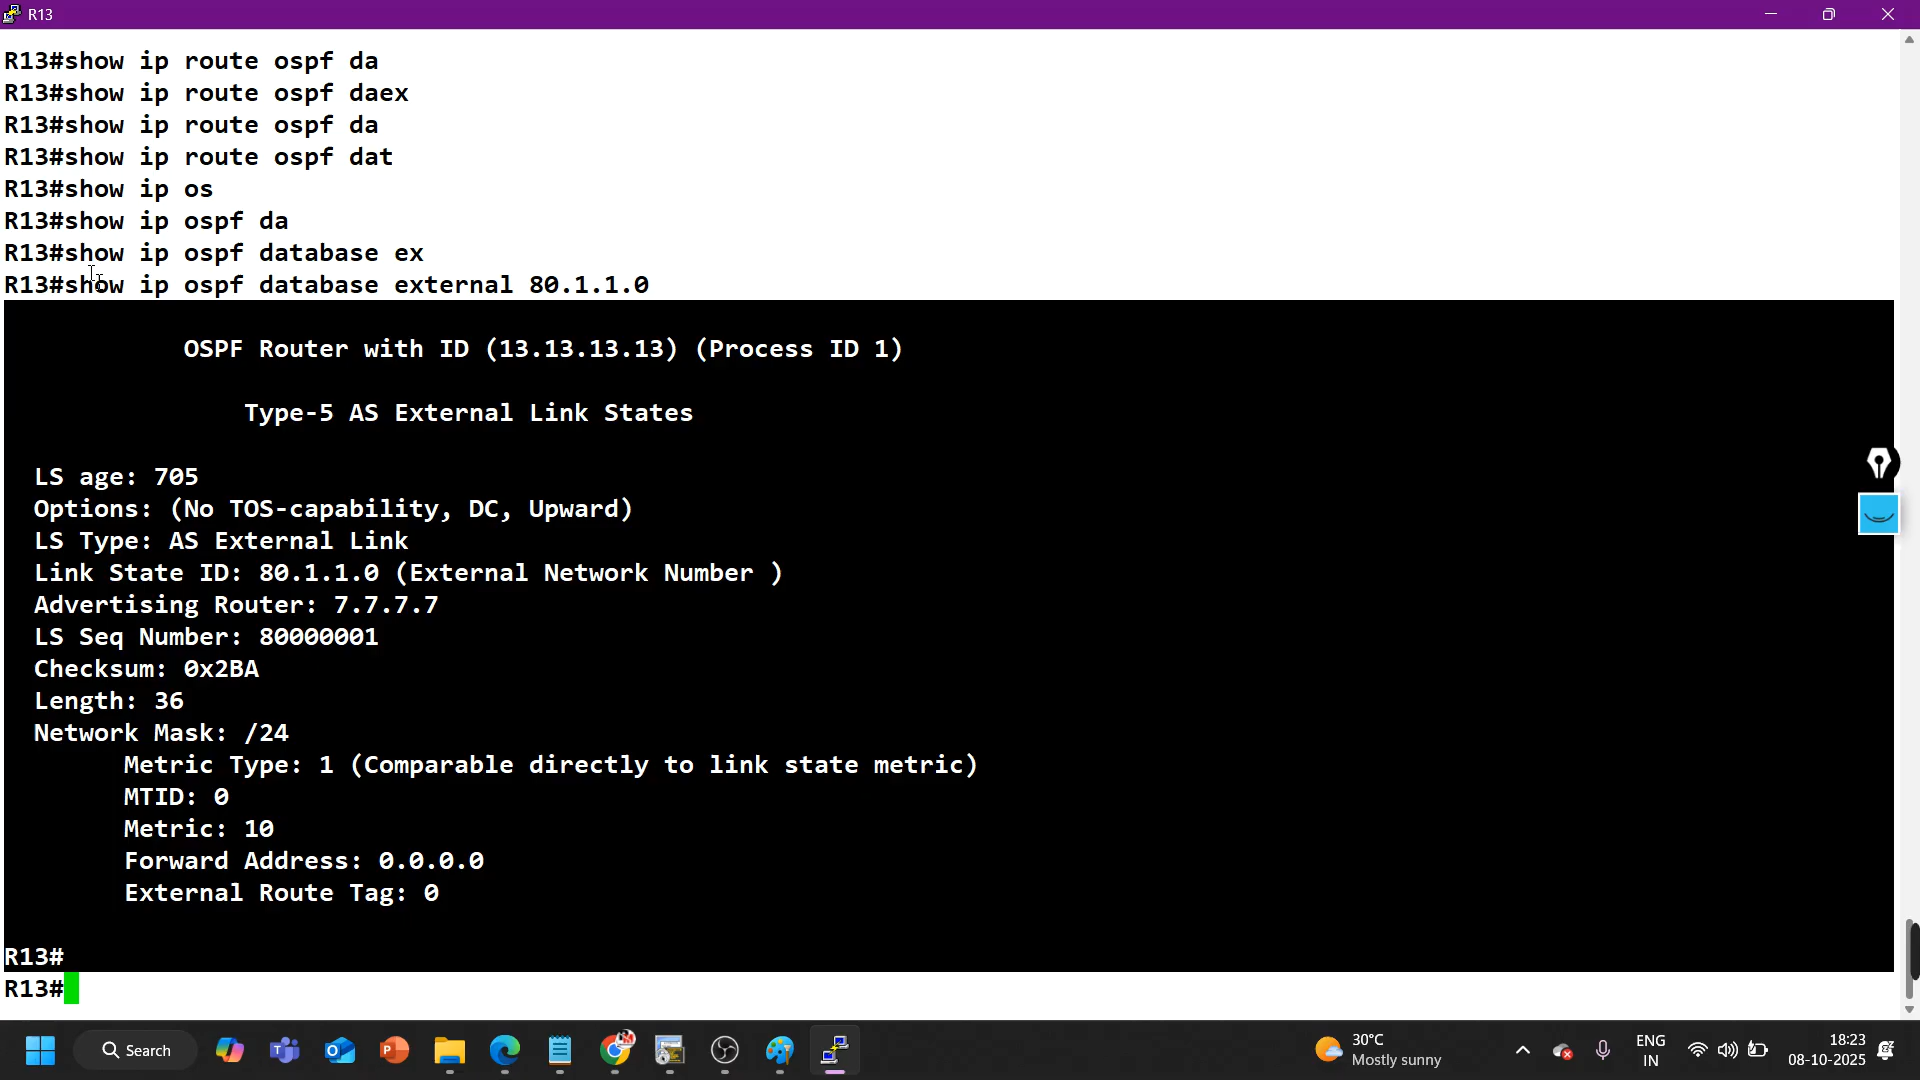 R13
R13#show ip route ospf da
R13#show ip route ospf daex
R13#show ip route ospf da
R13#show ip route ospf dat
R13#show ip os
R13#show ip ospf da
R13#show ip ospf database ex
R13#show ip ospf database external 80.1.1.0
OSPF Router with ID (13.13.13.13) (Process ID 1)
Type-5 AS External Link States
LS age: 705
Options: (No TOS-capability, DC, Upward)
LS Type: AS External Link
Link State ID: 80.1.1.0 (External Network Number )
Advertising Router: 7.7.7.7
LS Seq Number: 80000001
Checksum: 0x2BA
Length: 36
Network Mask: /24
Metric Type: 1 (Comparable directly to link state metric)
MTID: 0
Metric: 10
Forward Address: 0.0.0.0
External Route Tag: 0
R13#
R13#
Search
30°C
Mostly sunny
ENG
IN
18:23
08-10-2025